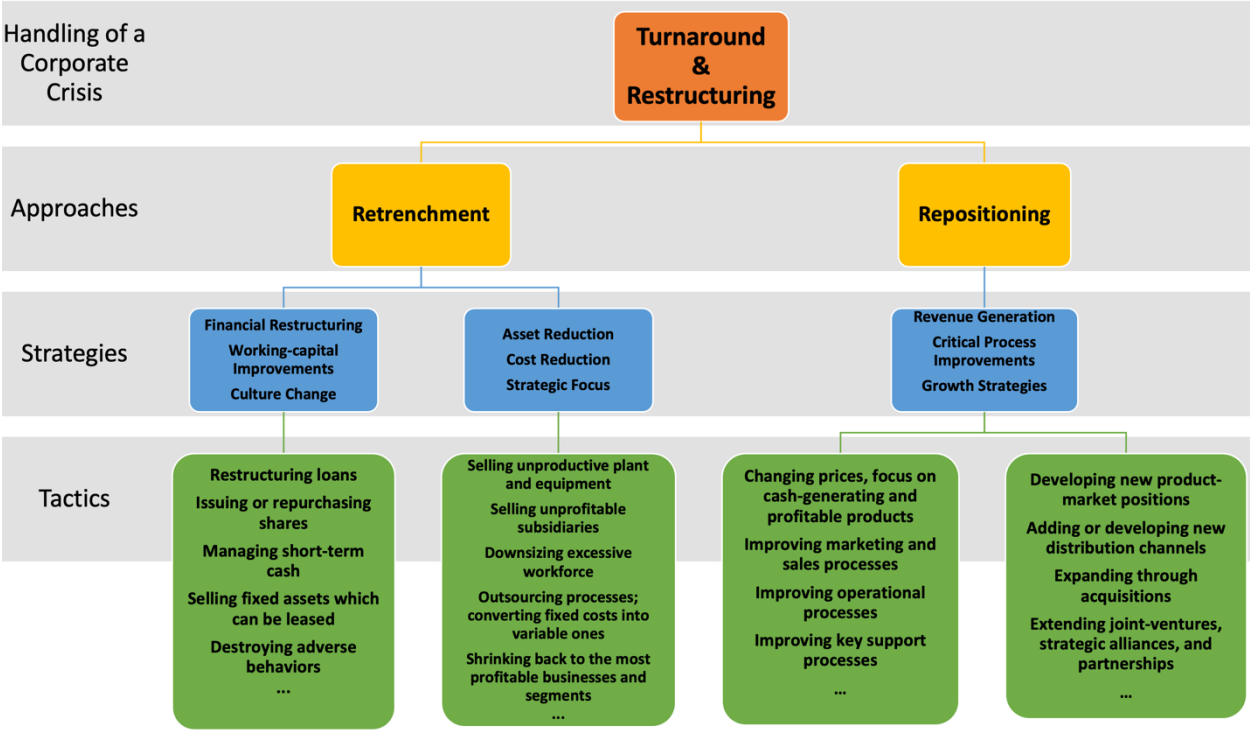 Handling of a
Corporate
Crisis
Turnaround
&
Restructuring
Approaches
Retrenchment
Repositioning
Strategies
Financial Restructuring
Working-capital
Improvements
Culture Change
Asset Reduction
Cost Reduction
Strategic Focus
Revenue Generation
Critical Process
Improvements
Growth Strategies
Tactics
Restructuring loans
Issuing or repurchasing
shares
Managing short-term
cash
Selling fixed assets which
can be leased
Destroying adverse
behaviors
...
Selling unproductive plant
and equipment
Selling unprofitable
subsidiaries
Downsizing excessive
workforce
Outsourcing processes;
converting fixed costs into
variable ones
Shrinking back to the most
profitable businesses and
segments
...
Changing prices, focus on
cash-generating and
profitable products
Improving marketing and
sales processes
Improving operational
processes
Improving key support
processes
...
Developing new product-
market positions
Adding or developing new
distribution channels
Expanding through
acquisitions
Extending joint-ventures,
strategic alliances, and
partnerships
...